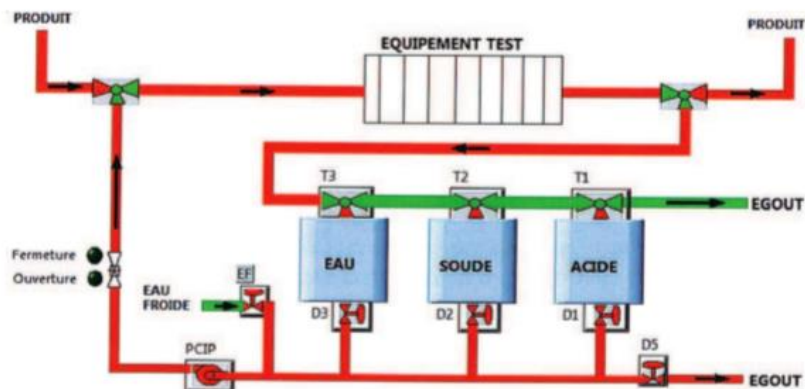 PRODUIT
PRODUIT
EQUIPEMENT TEST
T3
T2
T1
EGOUT
Fermeture
Ouverture
EAU
SOUDE
ACIDE
EF
EAU
FROIDE
D3
D2
D1
PCIP
D5
EGOUT